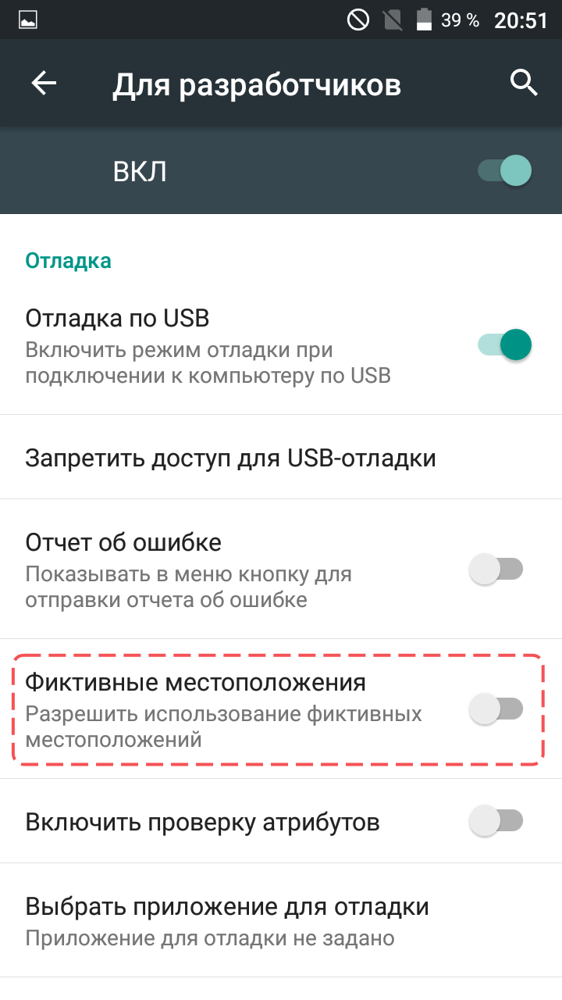 39 % 20:51
Для разработчиков
ВКЛ
Отладка
Отладка по USB
Включить режим отладки при
подключении к компьютеру по USB
Запретить доступ для USB-отладки
Отчет об ошибке
Показывать в меню кнопку для
отправки отчета об ошибке
Фиктивные местоположения
Разрешить использование фиктивных
местоположений
Включить проверку атрибутов
Выбрать приложение для отладки
Приложение для отладки не задано